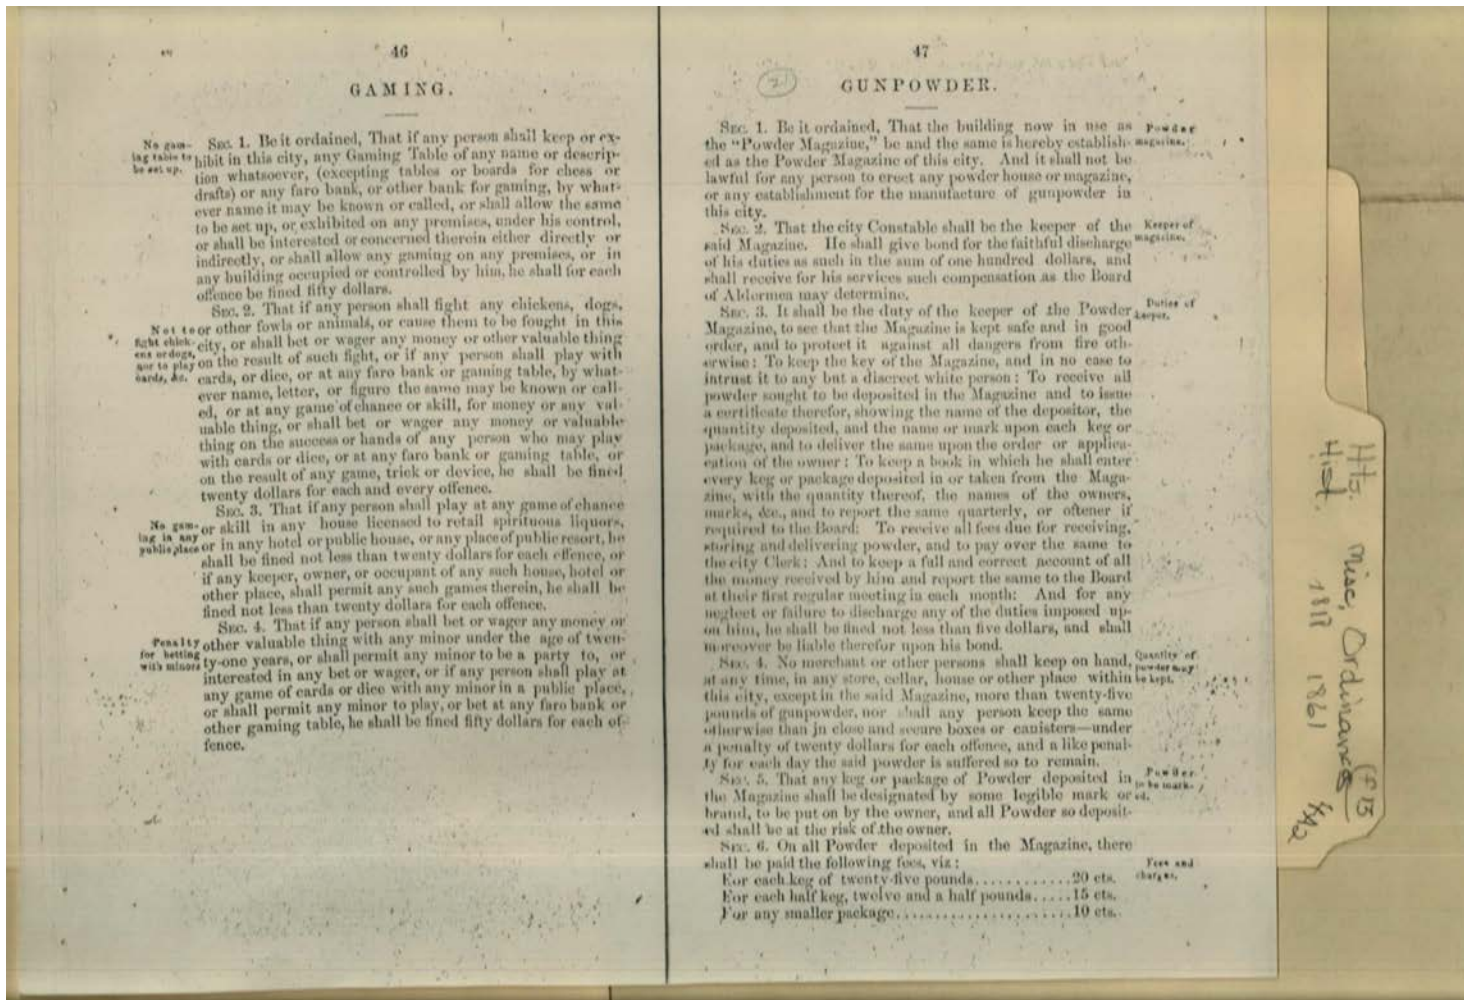 46
GAMING.
No gam-
ing table to
be set up.
SEC. 1. Be it ordained, That if any person shall keep or ex-
hibit in this city, any Gaming Table of any name or descrip-
tion whatsoever, (excepting tables or boards for chess or
drafts) or any faro bank, or other bank for gaming, by what-
ever name it may be known or called, or shall allow the same
to be set up, or exhibited on any premises, under his control,
or shall be interested or concerned therein either directly or
indirectly, or shall allow any gaming on any premises, or in
any building occupied or controlled by him, he shall for each
offence be fined fifty dollars.
Not to
fight chick-
ens or dogs,
nor to play
cards, &c.
SEC. 2. That if any person shall fight any chickens, dogs,
or other fowls or animals, or cause them to be fought in this
city, or shall bet or wager any money or other valuable thing
on the result of such fight, or if any person shall play with
cards, or dice, or at any faro bank or gaming table, by what-
ever name, letter, or figure the same may be known or call-
ed, or at any game of chance or skill, for money or any val-
uable thing, or shall bet or wager any money or valuable
thing on the success or hands of any person who may play
with cards or dice, or at any faro bank or gaming table, or
on the result of any game, trick or device, he shall be fined
twenty dollars for each and every offence.
No gam-
ing in any
public place
SEC. 3. That if any person shall play at any game of chance
or skill in any house licensed to retail spirituous liquors,
or in any hotel or public house, or any place of public resort, he
shall be fined not less than twenty dollars for each offence, or
if any keeper, owner, or occupant of any such house, hotel or
other place, shall permit any such games therein, he shall be
fined not less than twenty dollars for each offence.
Penalty
for betting
with minors
SEC. 4. That if any person shall bet or wager any money or
other valuable thing with any minor under the age of twen-
ty-one years, or shall permit any minor to be a party to, or
interested in any bet or wager, or if any person shall play at
any game of cards or dice with any minor in a public place,
or shall permit any minor to play, or bet at any faro bank or
other gaming table, he shall be fined fifty dollars for each of-
fence.
47
21
GUNPOWDER.
SEC. 1. Be it ordained, That the building now in use as
the "Powder Magazine," be and the same is hereby establish-
ed as the Powder Magazine of this city. And it shall not be
lawful for any person to erect any powder house or magazine,
or any establishment for the manufacture of gunpowder in
this city.
Powder
magazine.
SEC. 2. That the city Constable shall be the keeper of the
said Magazine. He shall give bond for the faithful discharge
of his duties as such in the sum of one hundred dollars, and
shall receive for his services such compensation as the Board
of Aldermen may determine.
Keeper of
magazine.
SEC. 3. It shall be the duty of the keeper of the Powder
Magazine, to see that the Magazine is kept safe and in good
order, and to protect it against all dangers from fire oth-
erwise: To keep the key of the Magazine, and in no case to
intrust it to any but a discreet white person: To receive all
powder sought to be deposited in the Magazine and to issue
a certificate therefor, showing the name of the depositor, the
quantity deposited, and the name or mark upon each keg or
package, and to deliver the same upon the order or applica-
cation of the owner: To keep a book in which he shall enter
every keg or package deposited in or taken from the Maga-
zine, with the quantity thereof, the names of the owners,
marks, &c., and to report the same quarterly, or oftener if
required to the Board: To receive all fees due for receiving,
storing and delivering powder, and to pay over the same to
the city Clerk: And to keep a full and correct account of all
the money received by him and report the same to the Board
at their first regular meeting in each month: And for any
neglect or failure to discharge any of the duties imposed up-
on him, he shall be fined not less than five dollars, and shall
moreover be liable therefor upon his bond.
Duties of
keeper.
SEC. 4. No merchant or other persons shall keep on hand,
at any time, in any store, cellar, house or other place within
this city, except in the said Magazine, more than twenty-five
pounds of gunpowder, nor shall any person keep the same
otherwise than in close and secure boxes or canisters—under
a penalty of twenty dollars for each offence, and a like penal-
ty for each day the said powder is suffered so to remain.
Quantity of
powder may
be kept.
SEC. 5. That any keg or package of Powder deposited in
the Magazine shall be designated by some legible mark or
brand, to be put on by the owner, and all Powder so deposit-
ed shall be at the risk of the owner.
Powder
to be mark-
ed.
SEC. 6. On all Powder deposited in the Magazine, there
shall be paid the following fees, viz:
For each keg of twenty-five pounds............20 cts.
For each half keg, twelve and a half pounds.....15 cts.
For any smaller package......................10 cts.
Fees and
charges.
Misc. Ordinances
Hist. 1817 1861